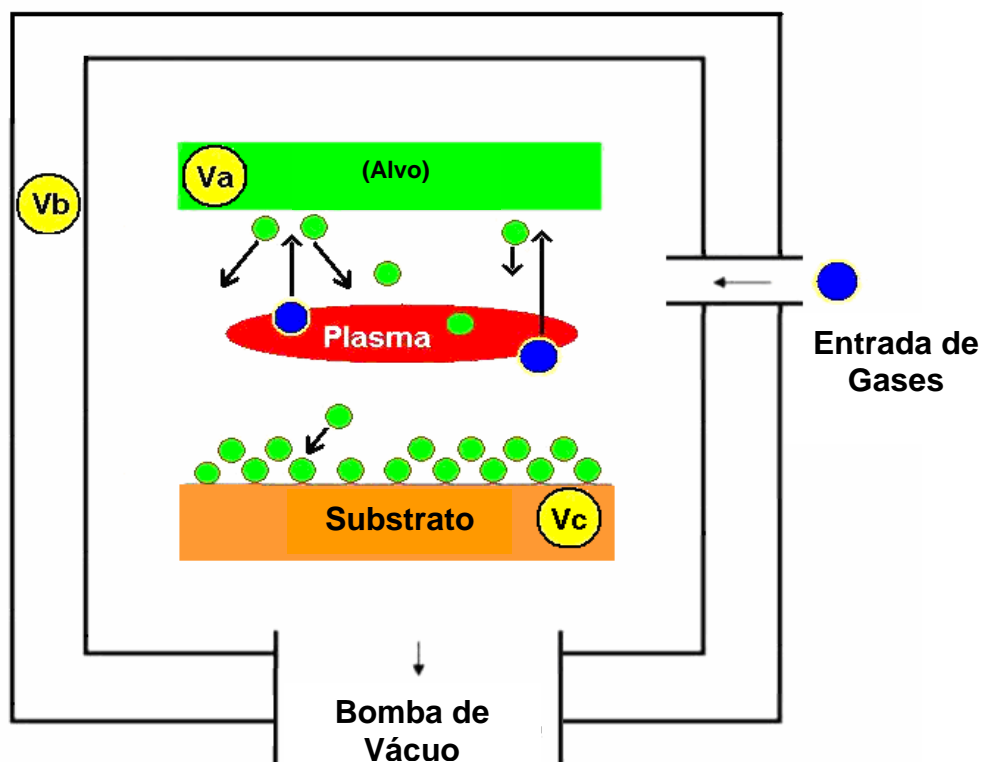 Va
(Alvo)
Vb
Plasma
Entrada de
Gases
Substrato
Vc
Bomba de
Vácuo